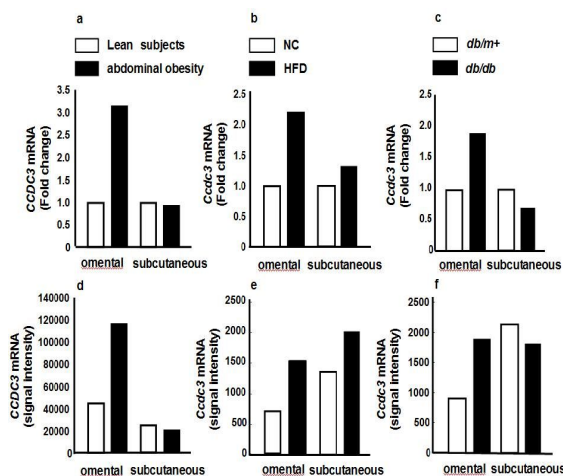 a
Lean subjects
abdominal obesity
CCDC3 mRNA
(Fold change)
3.5
3.0
2.5
2.0
1.5
1.0
0.5
0
omental subcutaneous
b
NC
HFD
Ccdc3 mRNA
(Fold change)
2.5
2.0
1.5
1.0
0.5
0.0
omental subcutaneous
c
db/m+
db/db
Ccdc3 mRNA
(Fold change)
2.5
2.0
1.5
1.0
0.5
0
omental subcutaneous
d
CCDC3 mRNA
(signal intensity)
140000
120000
100000
80000
60000
40000
20000
0
omental subcutaneous
e
Ccdc3 mRNA
(signal intensity)
2500
2000
1500
1000
500
0
omental subcutaneous
f
Ccdc3 mRNA
(signal intensity)
2500
2000
1500
1000
500
0
omental subcutaneous